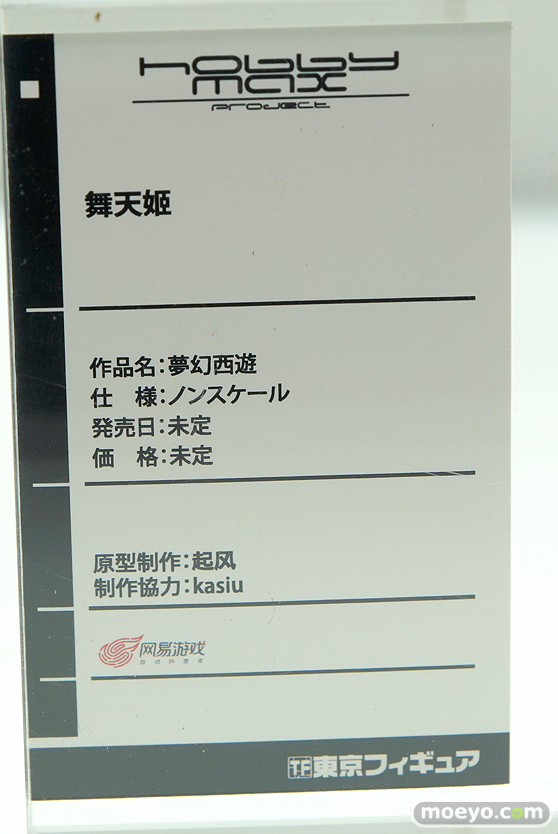 hobby
max
project
舞天姫
作品名：夢幻西遊
仕　様：ノンスケール
発売日：未定
価　格：未定
原型制作：起风
制作協力：kasiu
网易游戏
TF東京フィギュア
moeyo.com